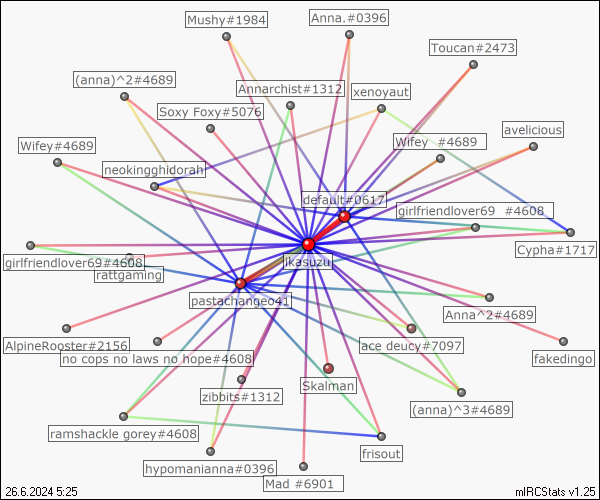 Mushy#1984
Anna.#0396
Toucan#2473
(anna)^2#4689
Annarchist#1312
xenoyaut
Soxy Foxy#5076
avelicious
Wifey#4689
Wifey #4689
neokingghidorah
default#0617
girlfriendlover69 #4608
Cypha#1717
girlfriendlover69#4608
jikasuzu
rattgaming
pastachangeo41
Anna^2#4689
AlpineRooster#2156
ace deucy#7097
no cops no laws no hope#4608
fakedingo
Skalman
zibbits#1312
(anna)^3#4689
ramshackle gorey#4608
frisout
hypomanianna#0396
Mad #6901
26.6.2024 5:25
mIRCStats v1.25